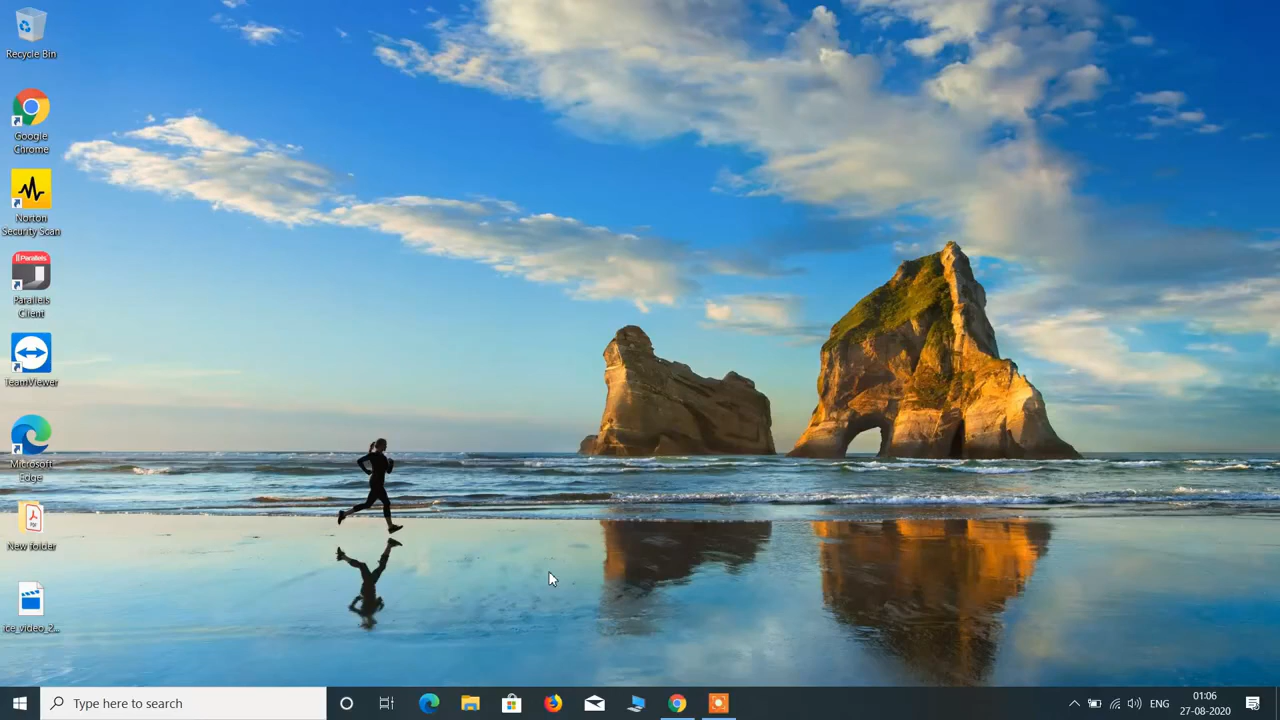 Recycle Bin
Google
Chrome
Norton
Security Scan
Parallels
Parallels
Client
TeamViewer
Microsoft
Edge
New folder
ice_video_2...
Type here to search
ENG
01:06
27-08-2020